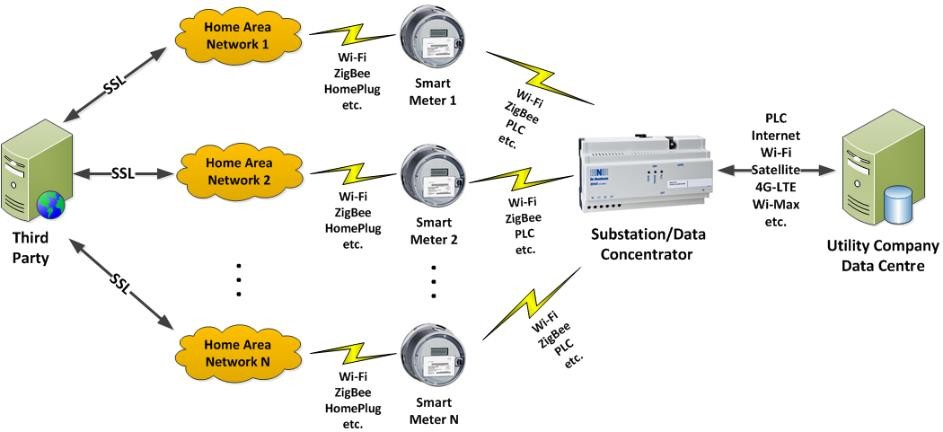 Home Area
Network 1
Wi-Fi
ZigBee
HomePlug
etc.
Smart
Meter 1
SSL
Wi-Fi
ZigBee
PLC
etc.
Third
Party
SSL
Home Area
Network 2
Wi-Fi
ZigBee
HomePlug
etc.
Smart
Meter 2
Wi-Fi
ZigBee
PLC
etc.
Substation/Data
Concentrator
PLC
Internet
Wi-Fi
Satellite
4G-LTE
Wi-Max
etc.
Utility Company
Data Centre
SSL
Home Area
Network N
Wi-Fi
ZigBee
HomePlug
etc.
Smart
Meter N
Wi-Fi
ZigBee
PLC
etc.